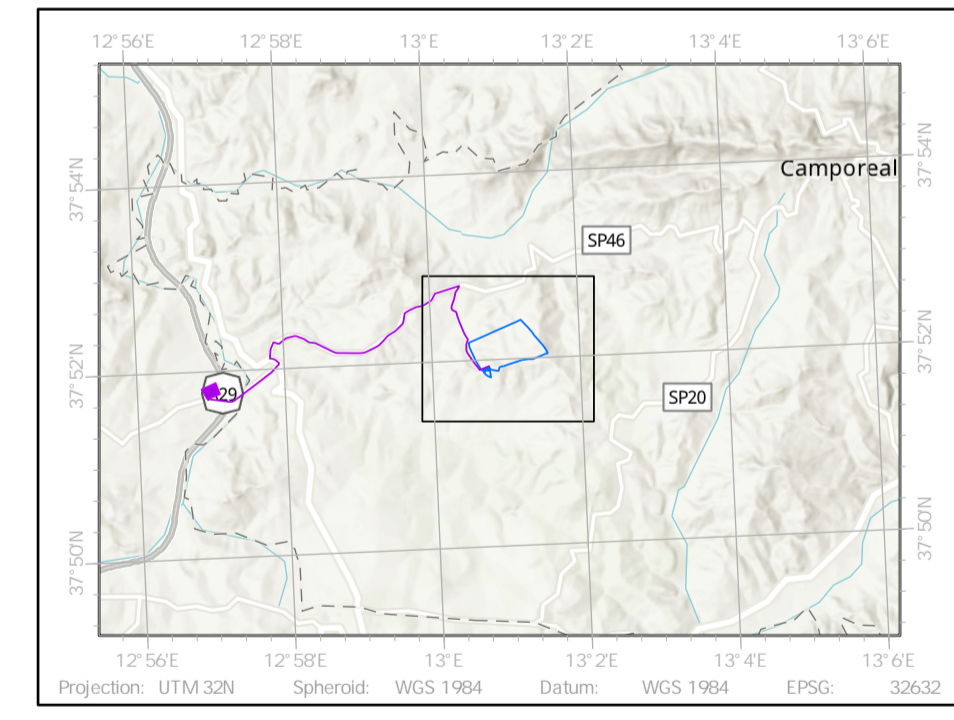 12°56'E 12°58'E 13°E 13°2'E 13°4'E 13°6'E
37°54'N
37°54'N
Camporeal
SP46
37°52'N
37°52'N
29
SP20
37°50'N
37°50'N
12°56'E 12°58'E 13°E 13°2'E 13°4'E 13°6'E
Projection: UTM 32N Spheroid: WGS 1984 Datum: WGS 1984 EPSG: 32632